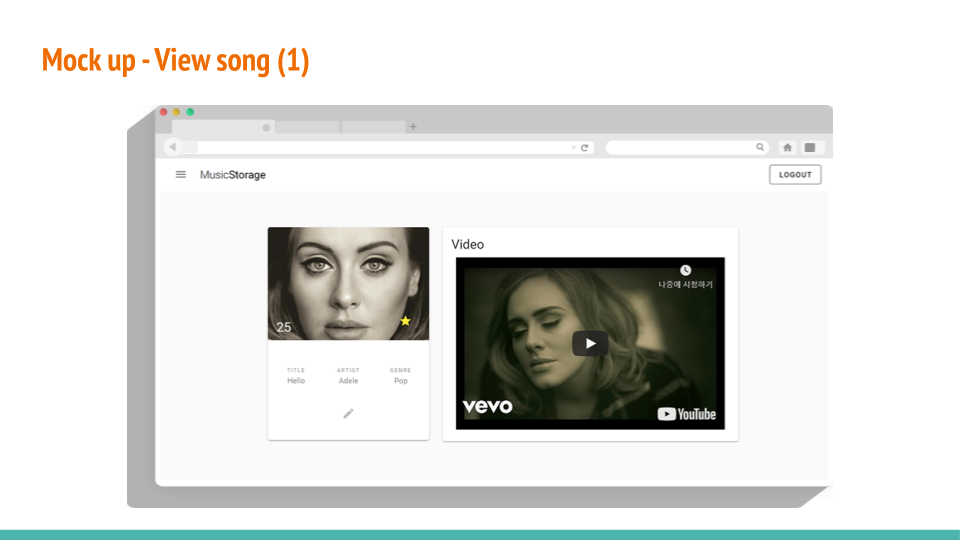 Mock up - View song (1)
MusicStorage
LOGOUT
25
TITLE
Hello
ARTIST
Adele
GENRE
Pop
Video
나중에 시청하기
vevo
YouTube